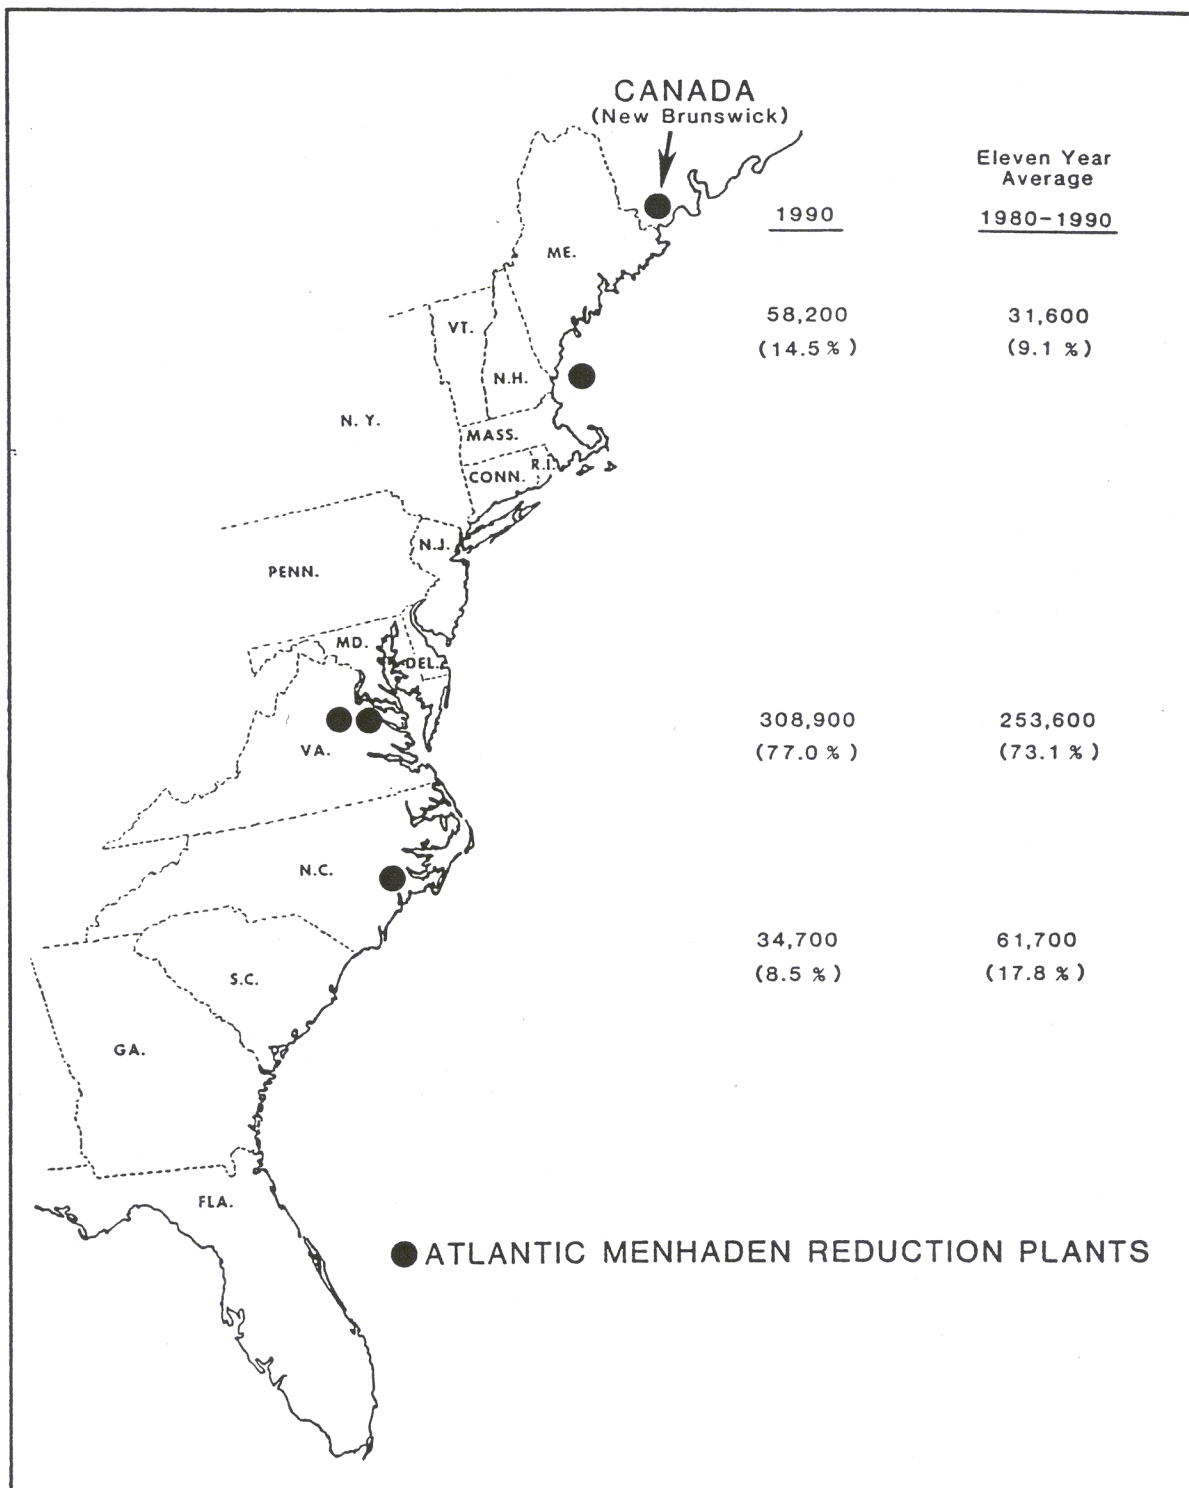 CANADA
(New Brunswick)
Eleven Year
Average
1990
1980-1990
ME.
58,200
31,600
(14.5 %)
(9.1 %)
VT.
N.H.
N. Y.
MASS.
R.I.
CONN.
N.J.
PENN.
MD.
DEL.
308,900
253,600
(77.0 %)
(73.1 %)
VA.
N.C.
34,700
61,700
(8.5 %)
(17.8 %)
S.C.
GA.
FLA.
ATLANTIC MENHADEN REDUCTION PLANTS